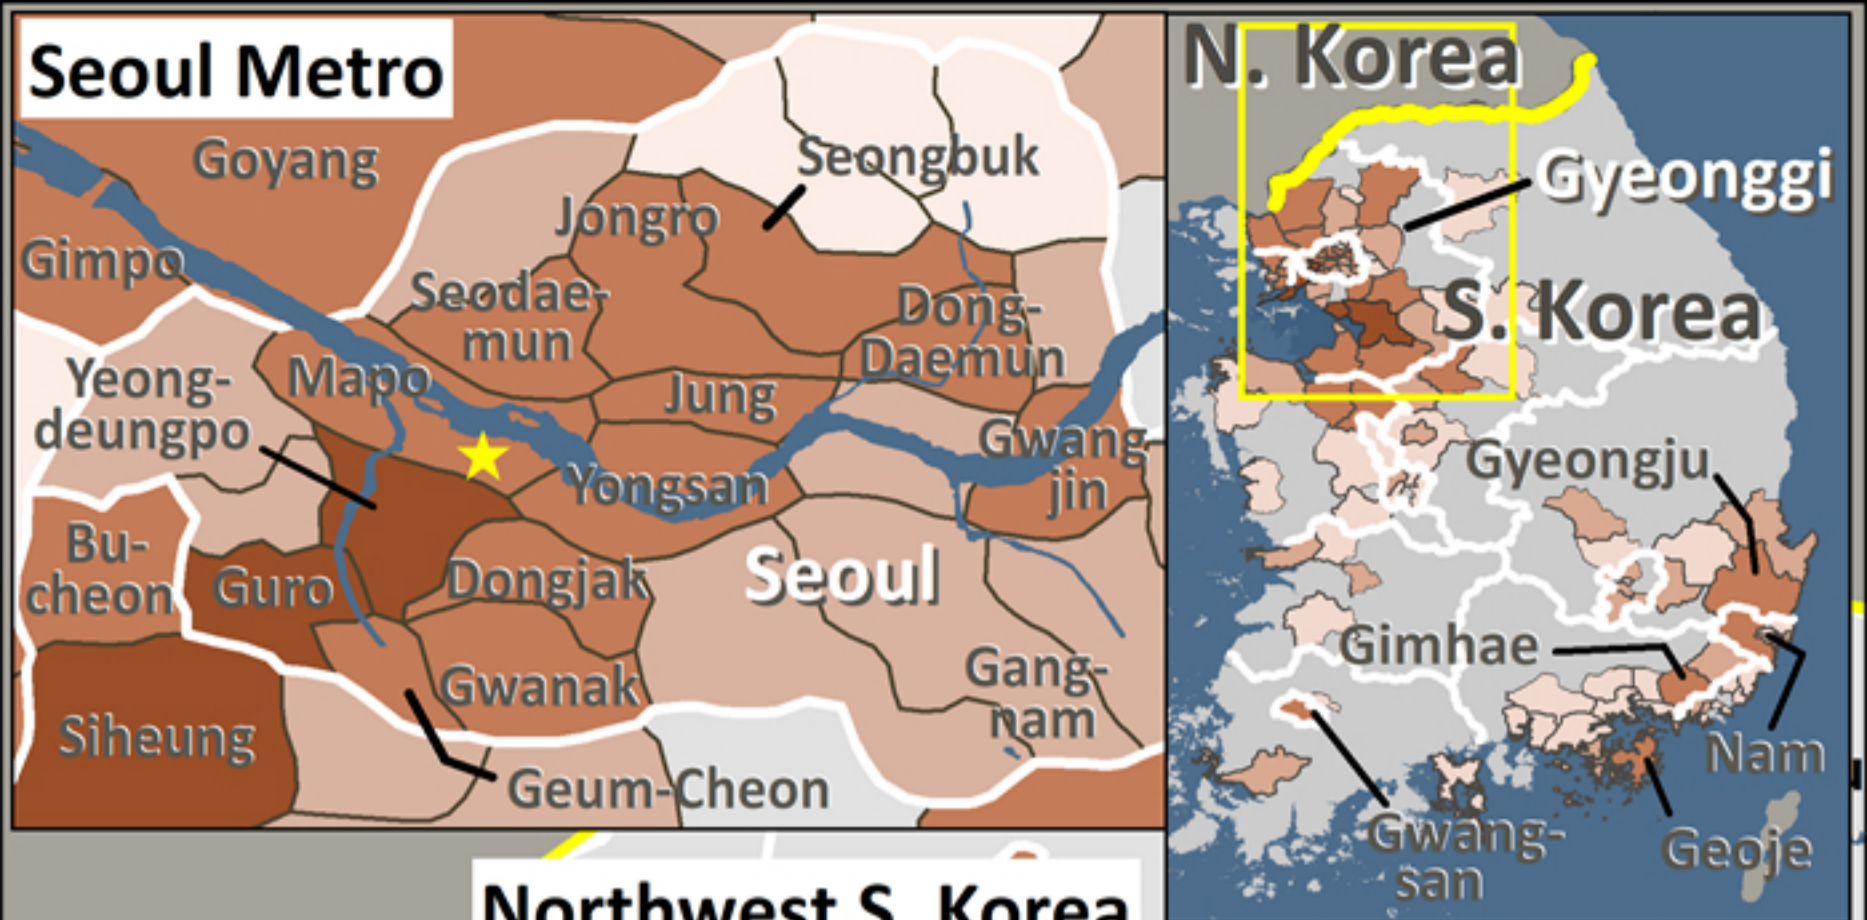 Seoul Metro
Goyang
Seongbuk
Jongro
Gimpo
Seodae-
mun
Dong-
Daemun
Yeong-
deungpo
Mapo
Jung
Gwang
jin
Yongsan
Bu-
cheon
Guro
Dongjak
Seoul
Gwanak
Gang-
nam
Siheung
Geum-Cheon
Northwest S. Korea
N. Korea
Gyeonggi
S. Korea
Gyeongju
Gimhae
Nam
Gwang-
san
Geoje